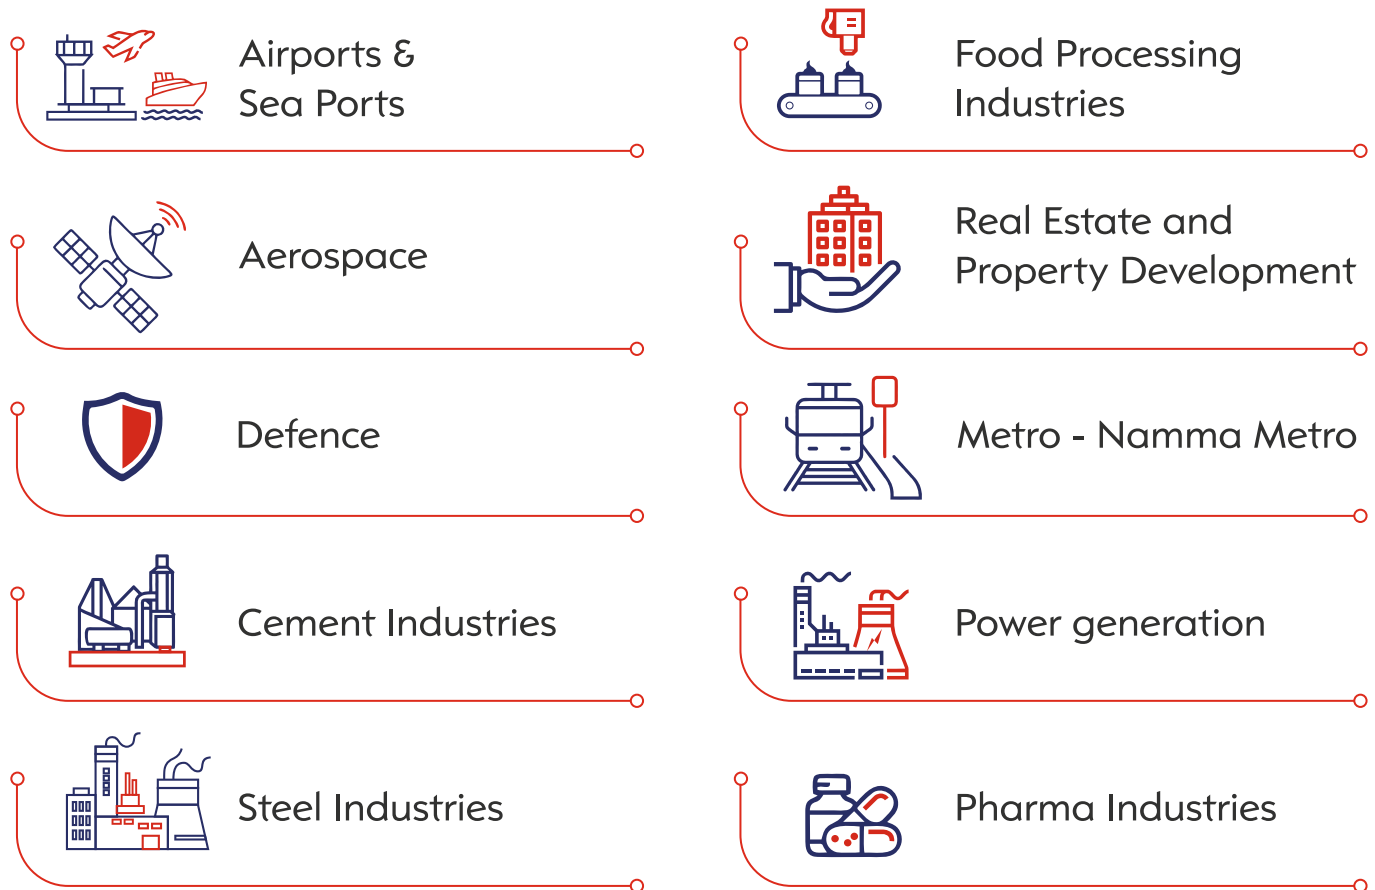 Airports &
Sea Ports
Aerospace
Defence
Cement Industries
Steel Industries
Food Processing
Industries
Real Estate and
Property Development
Metro - Namma Metro
Power generation
Pharma Industries